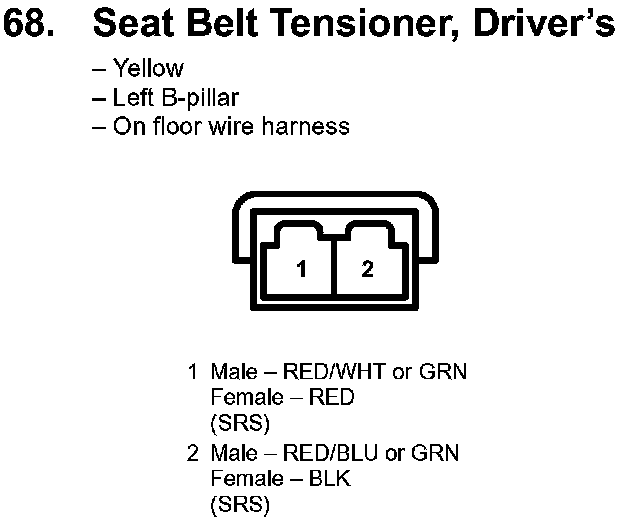 68. Seat Belt Tensioner, Driver’s
– Yellow
– Left B-pillar
– On floor wire harness
1 2
1 Male – RED/WHT or GRN
Female – RED
(SRS)
2 Male – RED/BLU or GRN
Female – BLK
(SRS)